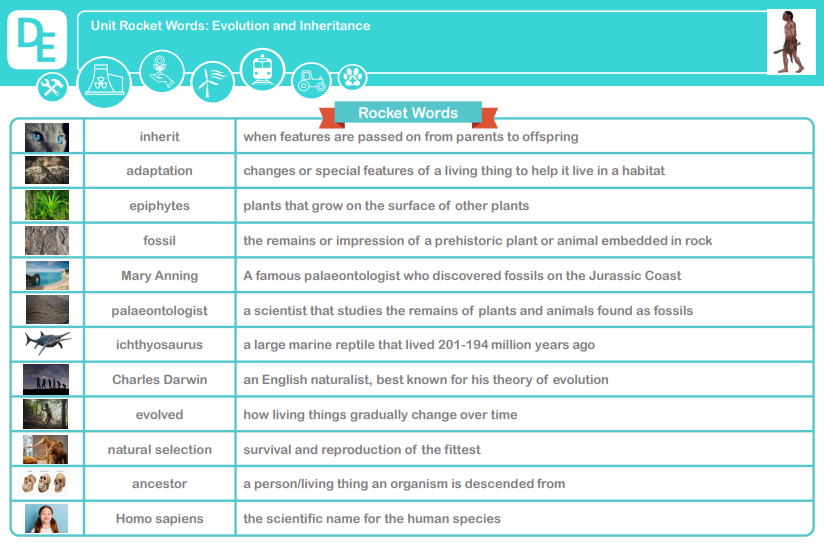 DE
Unit Rocket Words: Evolution and Inheritance
Rocket Words
inherit when features are passed on from parents to offspring
adaptation changes or special features of a living thing to help it live in a habitat
epiphytes plants that grow on the surface of other plants
fossil the remains or impression of a prehistoric plant or animal embedded in rock
Mary Anning A famous palaeontologist who discovered fossils on the Jurassic Coast
palaeontologist a scientist that studies the remains of plants and animals found as fossils
ichthyosaurus a large marine reptile that lived 201-194 million years ago
Charles Darwin an English naturalist, best known for his theory of evolution
evolved how living things gradually change over time
natural selection survival and reproduction of the fittest
ancestor a person/living thing an organism is descended from
Homo sapiens the scientific name for the human species